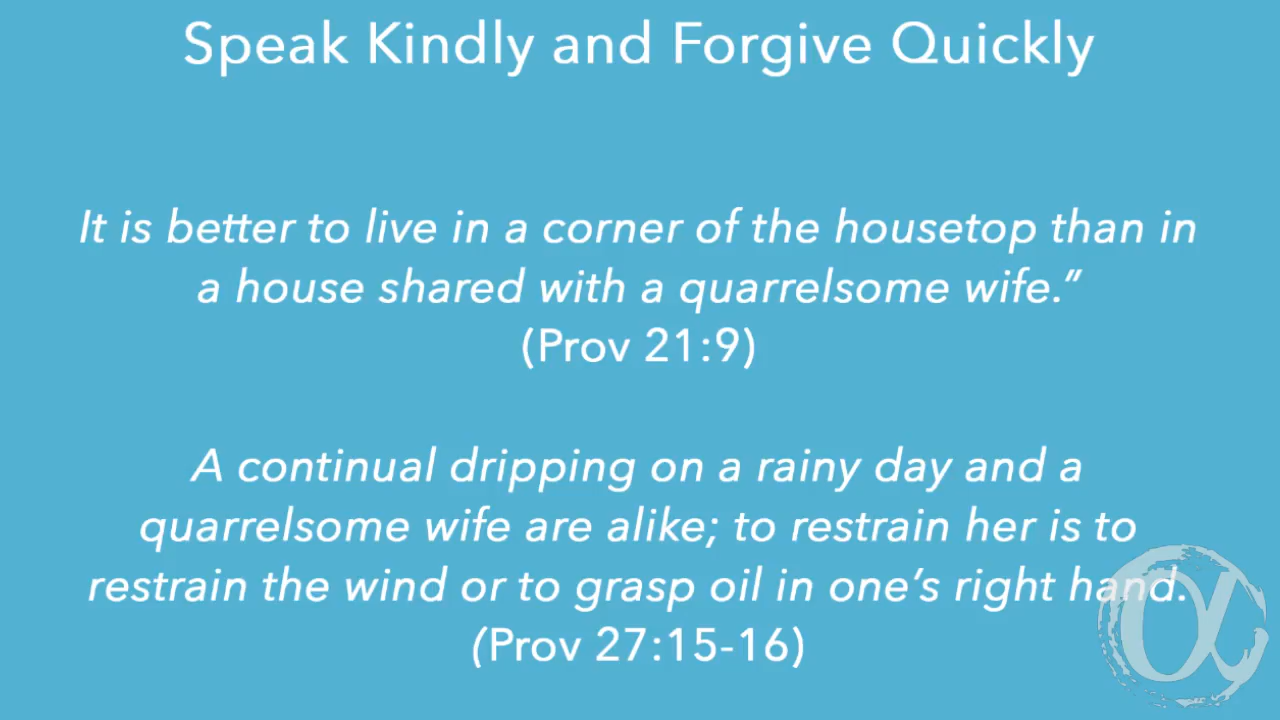 Speak Kindly and Forgive Quickly
It is better to live in a corner of the housetop than in
a house shared with a quarrelsome wife.”
(Prov 21:9)
A continual dripping on a rainy day and a
quarrelsome wife are alike; to restrain her is to
restrain the wind or to grasp oil in one’s right hand.
(Prov 27:15-16)
α